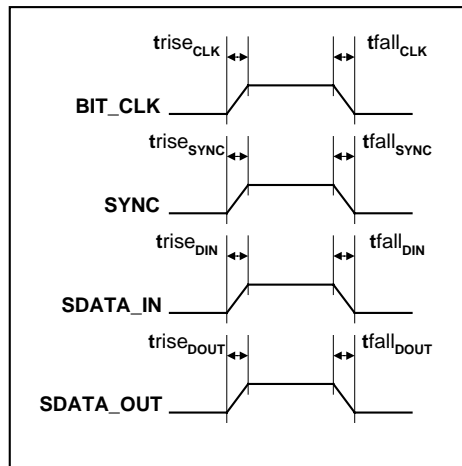 triseCLK tfallCLK
BIT_CLK
triseSYNC tfallSYNC
SYNC
triseDIN tfallDIN
SDATA_IN
triseDOUT tfallDOUT
SDATA_OUT